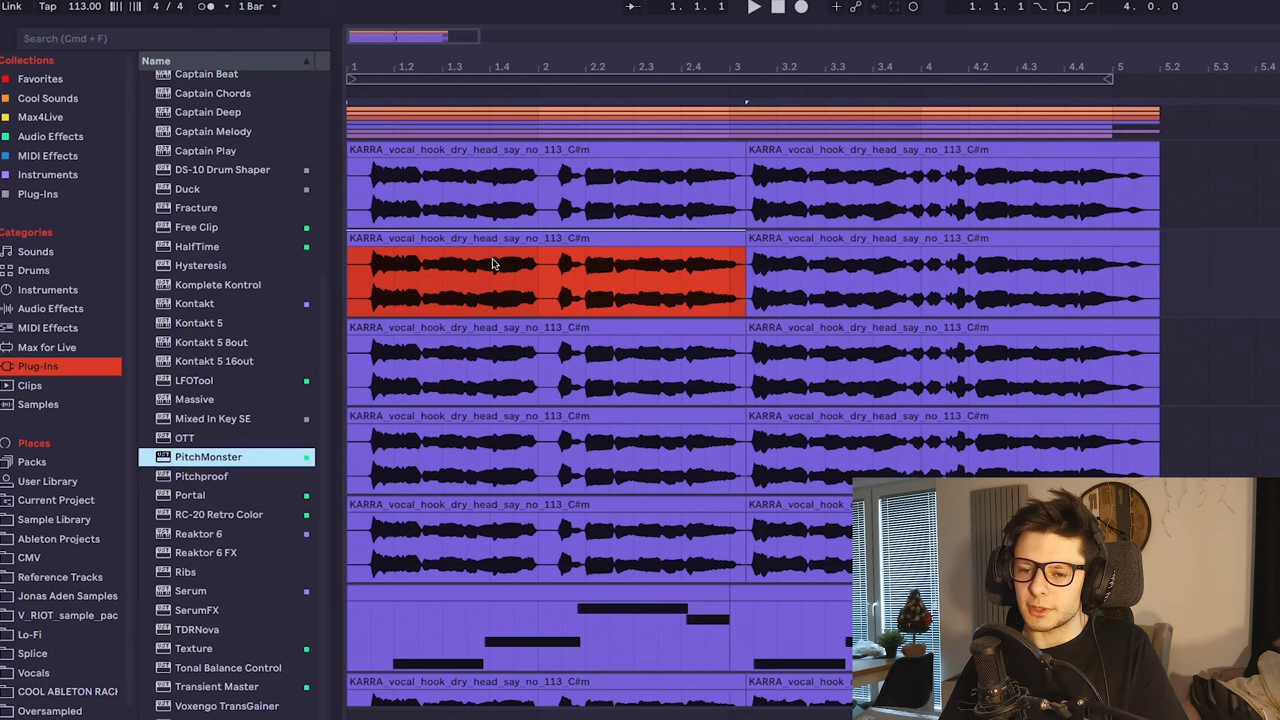 Link Tap 113.00 4 / 4 1 Bar 1. 1. 1 1. 1. 1 4. 0. 0
Search (Cmd + F)
Collections
Favorites
Cool Sounds
Max4Live
Audio Effects
MIDI Effects
Instruments
Plug-Ins
Categories
Sounds
Drums
Instruments
Audio Effects
MIDI Effects
Max for Live
Plug-Ins
Clips
Samples
Places
Packs
User Library
Current Project
Sample Library
Ableton Projects
CMV
Reference Tracks
Jonas Aden Samples
V_RIOT_sample_pac
Lo-Fi
Splice
Vocals
COOL ABLETON RACK
Oversampled
Name
Captain Beat
Captain Chords
Captain Deep
Captain Melody
Captain Play
DS-10 Drum Shaper
Duck
Fracture
Free Clip
HalfTime
Hysteresis
Komplete Kontrol
Kontakt
Kontakt 5
Kontakt 5 8out
Kontakt 5 16out
LFOTool
Massive
Mixed In Key SE
OTT
PitchMonster
Pitchproof
Portal
RC-20 Retro Color
Reaktor 6
Reaktor 6 FX
Ribs
Serum
SerumFX
TDRNova
Texture
Tonal Balance Control
Transient Master
Voxengo TransGainer
1 1.2 1.3 1.4 2 2.2 2.3 2.4 3 3.2 3.3 3.4 4 4.2 4.3 4.4 5 5.2 5.3 5.4
KARRA_vocal_hook_dry_head_say_no_113_C#m KARRA_vocal_hook_dry_head_say_no_113_C#m
KARRA_vocal_hook_dry_head_say_no_113_C#m KARRA_vocal_hook_dry_head_say_no_113_C#m
KARRA_vocal_hook_dry_head_say_no_113_C#m KARRA_vocal_hook_dry_head_say_no_113_C#m
KARRA_vocal_hook_dry_head_say_no_113_C#m KARRA_vocal_hook_dry_head_say_no_113_C#m
KARRA_vocal_hook_dry_head_say_no_113_C#m KARRA_vocal_hook_
KARRA_vocal_hook_dry_head_say_no_113_C#m KARRA_vocal_hook_